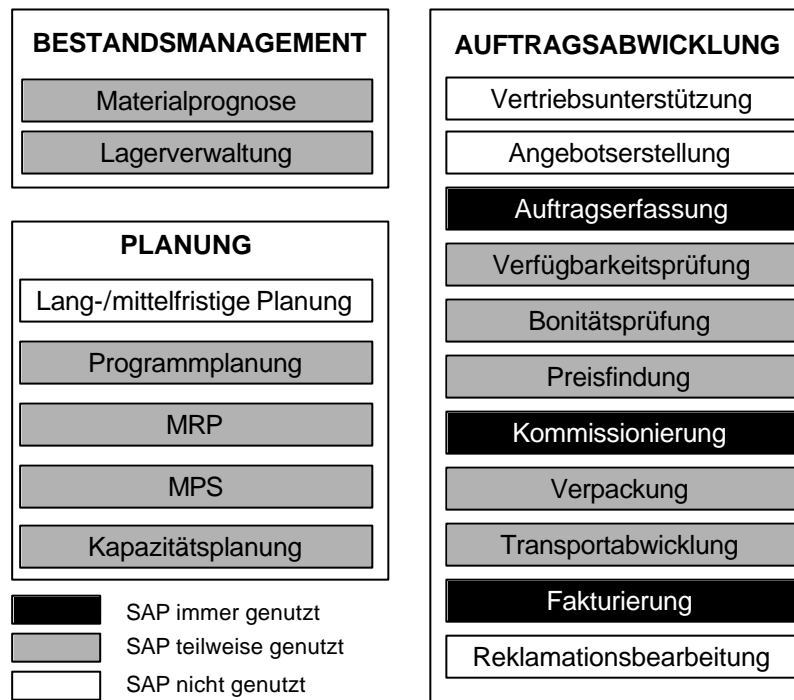 BESTANDSMANAGEMENT
Materialprognose
Lagerverwaltung
PLANUNG
Lang-/mittelfristige Planung
Programmplanung
MRP
MPS
Kapazitätsplanung
SAP immer genutzt
SAP teilweise genutzt
SAP nicht genutzt
AUFTRAGSABWICKLUNG
Vertriebsunterstützung
Angebotserstellung
Auftragserfassung
Verfügbarkeitsprüfung
Bonitätsprüfung
Preisfindung
Kommissionierung
Verpackung
Transportabwicklung
Fakturierung
Reklamationsbearbeitung